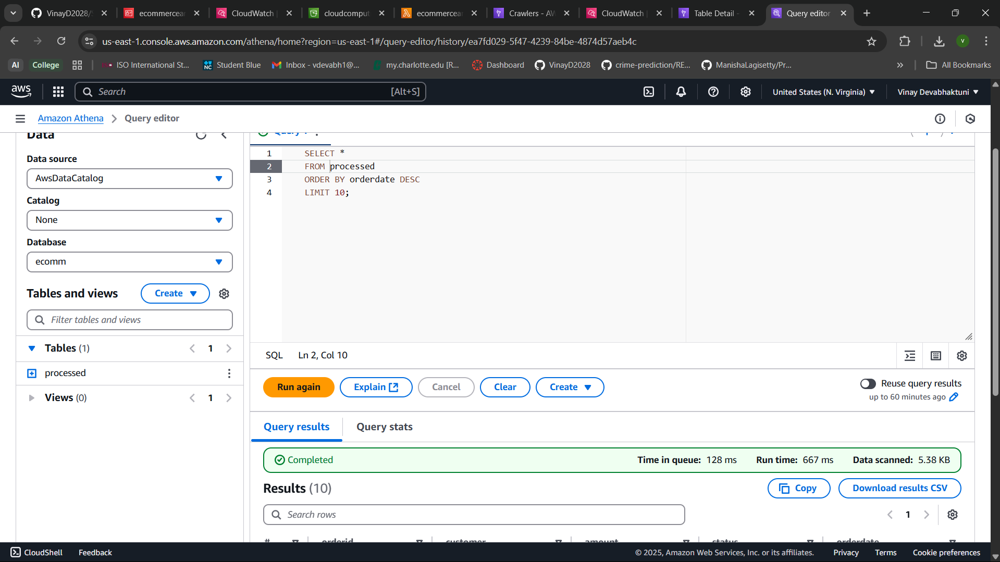 VinayD2028/
ecommercear
CloudWatch
cloudcomput
ecommercear
Crawlers - AW
CloudWatch
Table Detail -
Query editor
us-east-1.console.aws.amazon.com/athena/home?region=us-east-1#/query-editor/history/ea7fd029-5f47-4239-84be-4874d57aeb4c
V
AI
College
ISO International St...
NC
Student Blue
Inbox - vdevabh1@...
my.charlotte.edu [R...
Dashboard
VinayD2028
crime-prediction/RE...
ManishaLagisetty/Pr...
All Bookmarks
aws
Search
[Alt+S]
United States (N. Virginia)
Vinay Devabhaktuni
Amazon Athena
Query editor
Data
Data source
AwsDataCatalog
Catalog
None
Database
ecomm
Tables and views
Create
Filter tables and views
Tables (1)
1
processed
Views (0)
1
1 SELECT *
2 FROM processed
3 ORDER BY orderdate DESC
4 LIMIT 10;
SQL
Ln 2, Col 10
Run again
Explain
Cancel
Clear
Create
Reuse query results
up to 60 minutes ago
Query results
Query stats
Completed
Time in queue: 128 ms
Run time: 667 ms
Data scanned: 5.38 KB
Results (10)
Copy
Download results CSV
Search rows
1
# orderid customer amount status orderdate
CloudShell
Feedback
© 2025, Amazon Web Services, Inc. or its affiliates.
Privacy
Terms
Cookie preferences